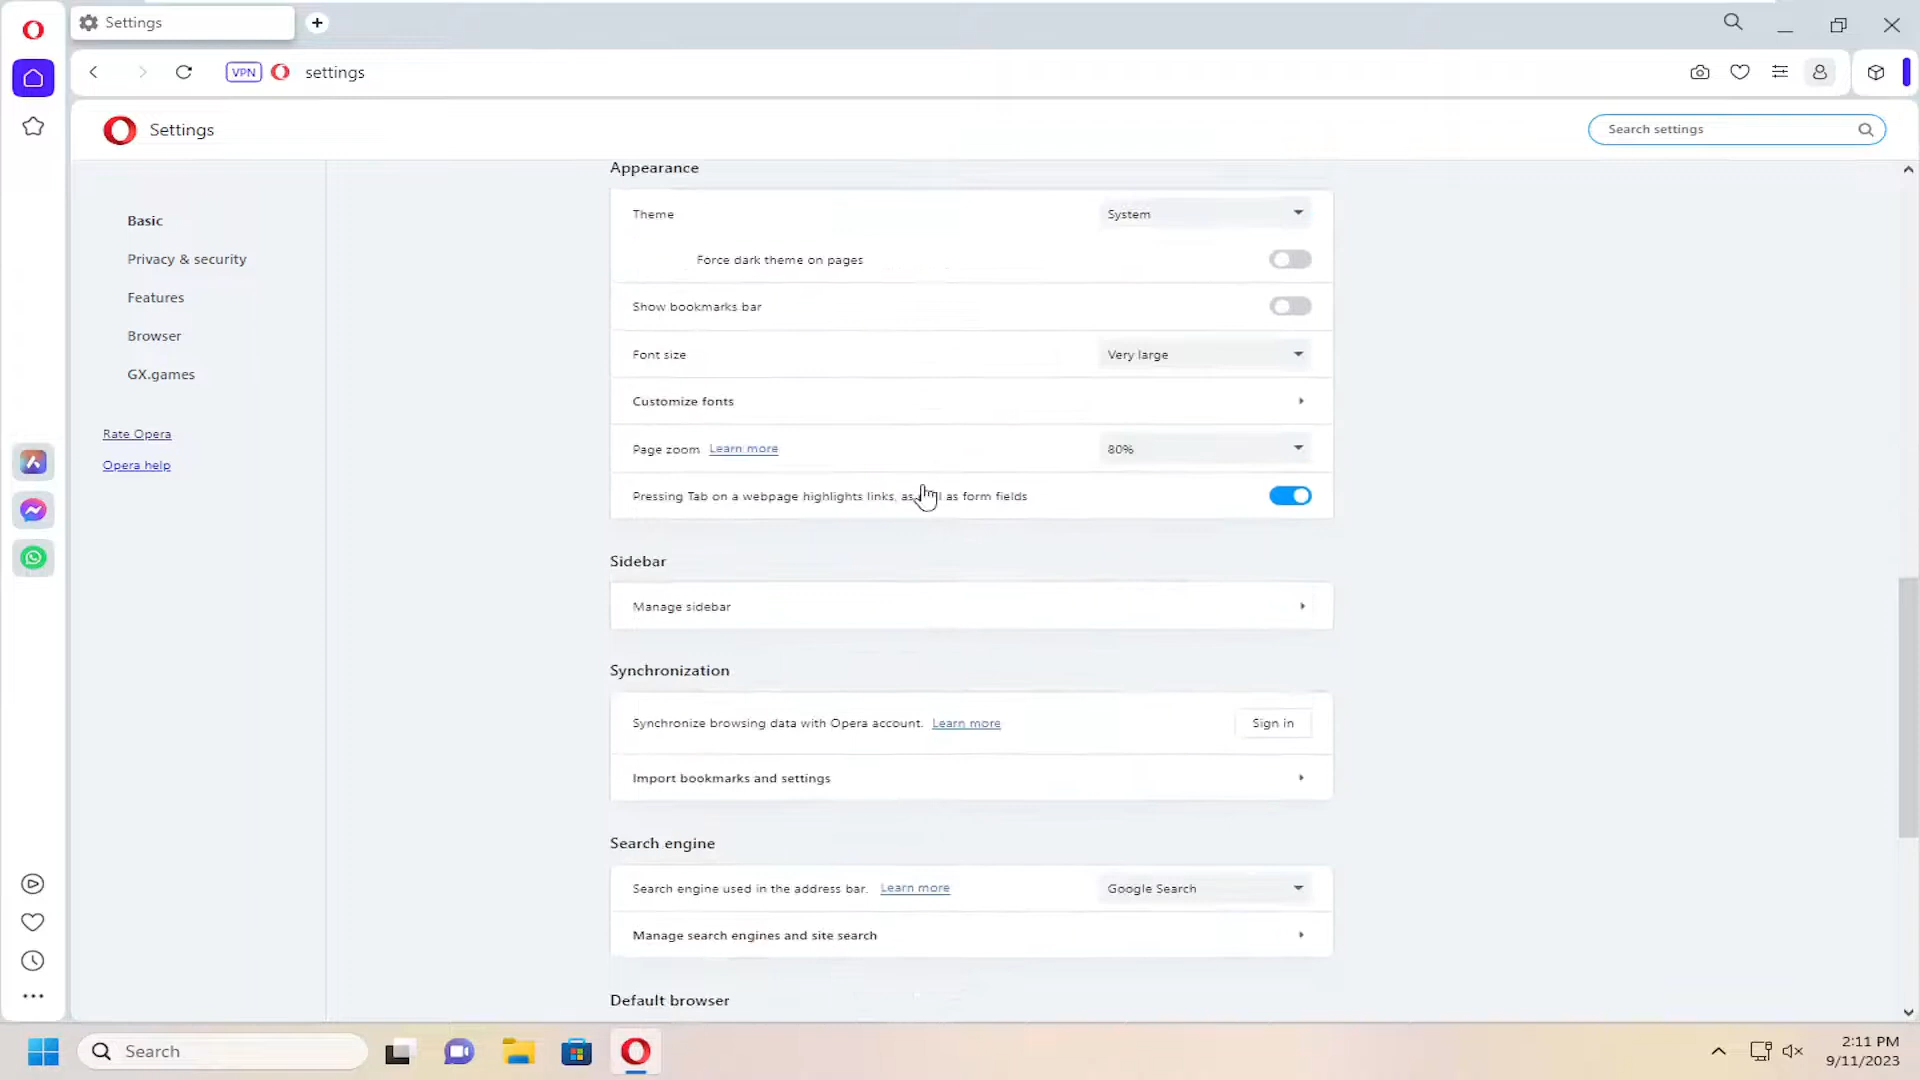 Settings
VPN
settings
Settings
Search settings
Basic
Privacy & security
Features
Browser
GX.games
Rate Opera
Opera help
Appearance
Theme
System
Force dark theme on pages
Show bookmarks bar
Font size
Very large
Customize fonts
Page zoom Learn more
80%
Pressing Tab on a webpage highlights links, as as form fields
Sidebar
Manage sidebar
Synchronization
Synchronize browsing data with Opera account. Learn more
Sign in
Import bookmarks and settings
Search engine
Search engine used in the address bar. Learn more
Google Search
Manage search engines and site search
Default browser
Search
2:11 PM
9/11/2023